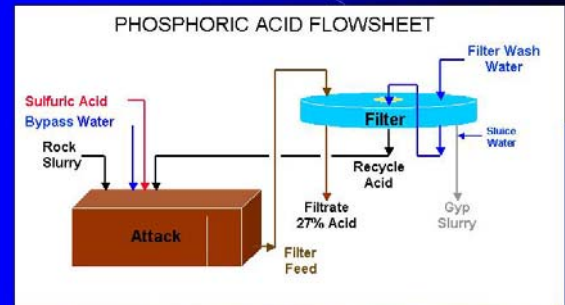 PHOSPHORIC ACID FLOWSHEET
Filter Wash
Water
Sulfuric Acid
Bypass Water
Rock
Slurry
Filter
Sluice
Water
Recycle
Acid
Filtrate
27% Acid
Gyp
Slurry
Attack
Filter
Feed